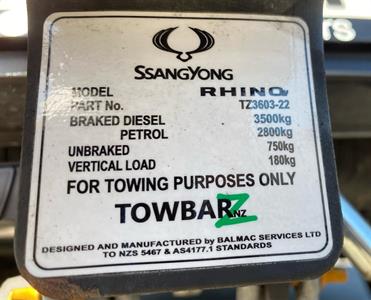 SSANGYONG
MODEL RHINO
PART No. TZ3603-22
BRAKED DIESEL 3500kg
PETROL 2800kg
UNBRAKED 750kg
VERTICAL LOAD 180kg
FOR TOWING PURPOSES ONLY
TOWBARZ NZ
DESIGNED AND MANUFACTURED by BALMAC SERVICES LTD
TO NZS 5467 & AS4177.1 STANDARDS